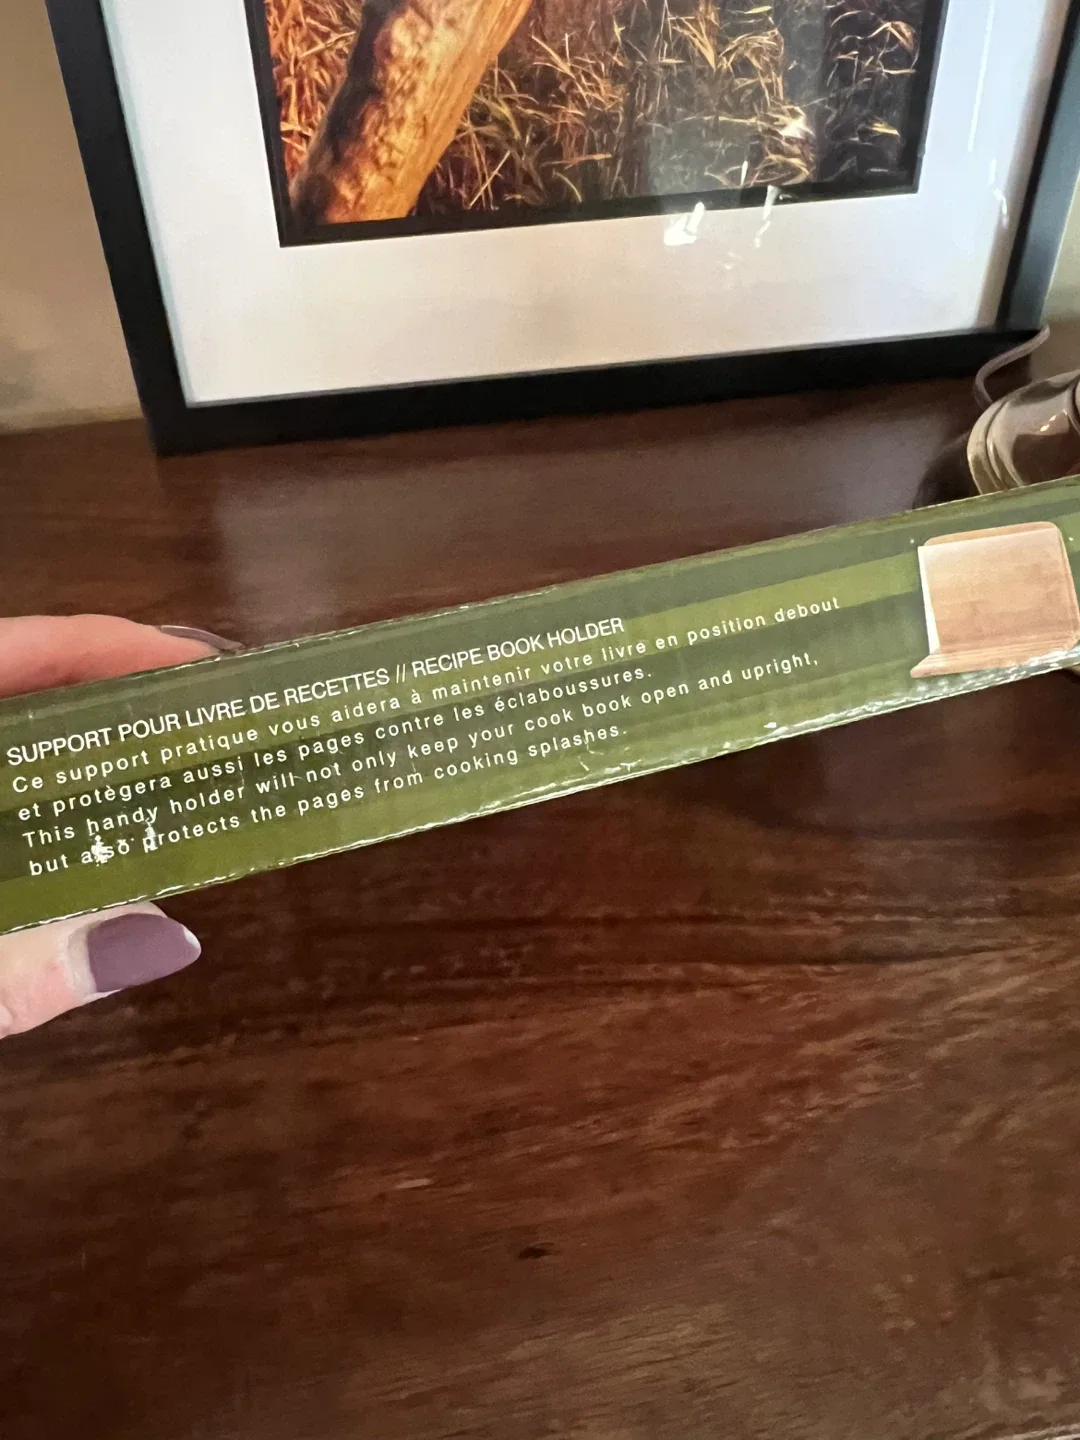 SUPPORT POUR LIVRE DE RECETTES // RECIPE BOOK HOLDER
Ce support pratique vous aidera à maintenir votre livre en position debout
et protègera aussi les pages contre les éclaboussures.
This handy holder will not only keep your cook book open and upright,
but also protects the pages from cooking splashes.